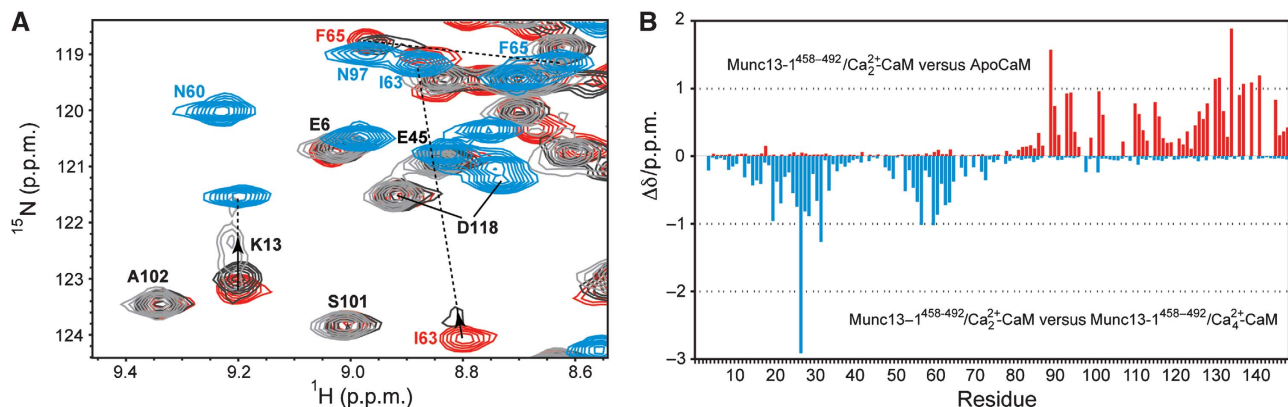 A
119
120
121
122
123
124
¹⁵N (p.p.m.)
9.4
9.2
9.0
8.8
8.6
¹H (p.p.m.)
F65
F65
N97
I63
N60
E6
E45
D118
K13
A102
S101
I63
B
2
1
0
−1
−2
−3
Δδ/p.p.m.
Munc13-1⁴⁵⁸⁻⁴⁹²/Ca₂²⁺-CaM versus ApoCaM
Munc13–1⁴⁵⁸⁻⁴⁹²/Ca₂²⁺-CaM versus Munc13-1⁴⁵⁸⁻⁴⁹²/Ca₄²⁺-CaM
10 20 30 40 50 60 70 80 90 100 110 120 130 140
Residue